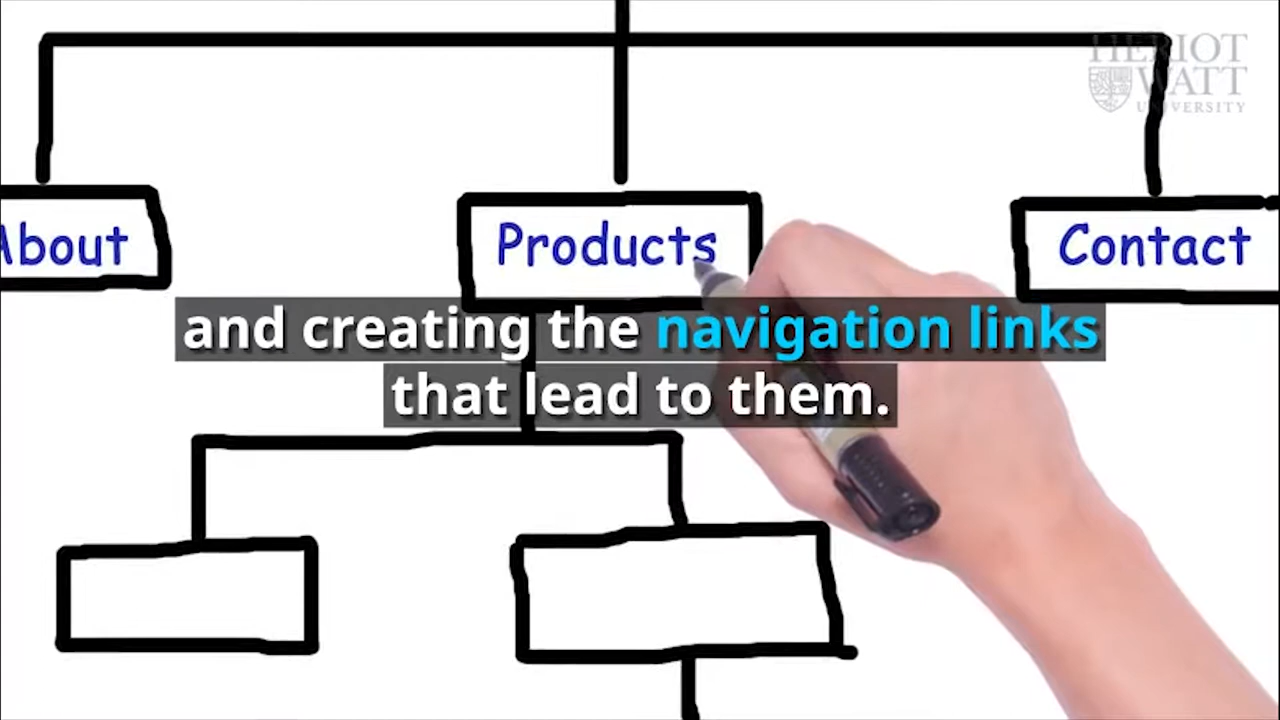 HERIOT
WATT
UNIVERSITY
About
Products
Contact
and creating the navigation links
that lead to them.